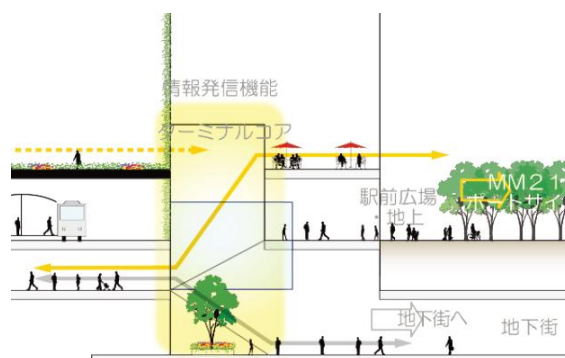 情報発信機能
ターミナルコア
MM21
ポートサイ
駅前広場
地上
地下街へ
地下街